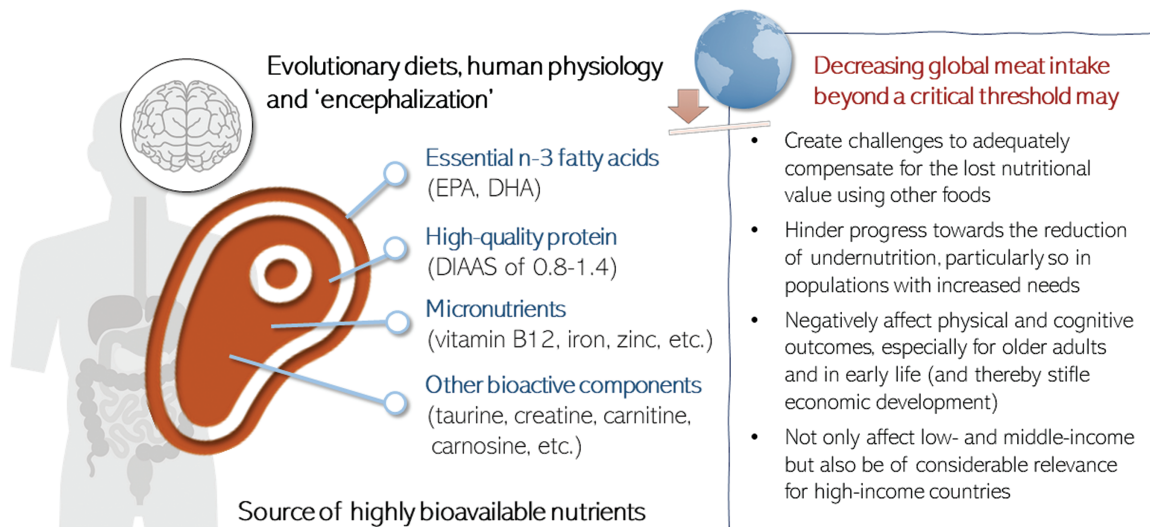 Evolutionary diets, human physiology
and ‘encephalization’
Essential n-3 fatty acids
(EPA, DHA)
High-quality protein
(DIAAS of 0.8-1.4)
Micronutrients
(vitamin B12, iron, zinc, etc.)
Other bioactive components
(taurine, creatine, carnitine,
carnosine, etc.)
Source of highly bioavailable nutrients
Decreasing global meat intake
beyond a critical threshold may
• Create challenges to adequately
compensate for the lost nutritional
value using other foods
• Hinder progress towards the reduction
of undernutrition, particularly so in
populations with increased needs
• Negatively affect physical and cognitive
outcomes, especially for older adults
and in early life (and thereby stifle
economic development)
• Not only affect low- and middle-income
but also be of considerable relevance
for high-income countries